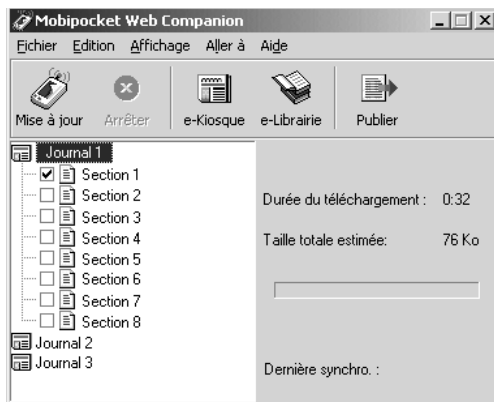 Mobipocket Web Companion
Fichier Edition Affichage Aller à Aide
Mise à jour Arrêter e-Kiosque e-Librairie Publier
Journal 1
Section 1
Section 2
Durée du téléchargement : 0:32
Section 3
Section 4
Taille totale estimée: 76 Ko
Section 5
Section 6
Section 7
Section 8
Journal 2
Journal 3
Dernière synchro. :